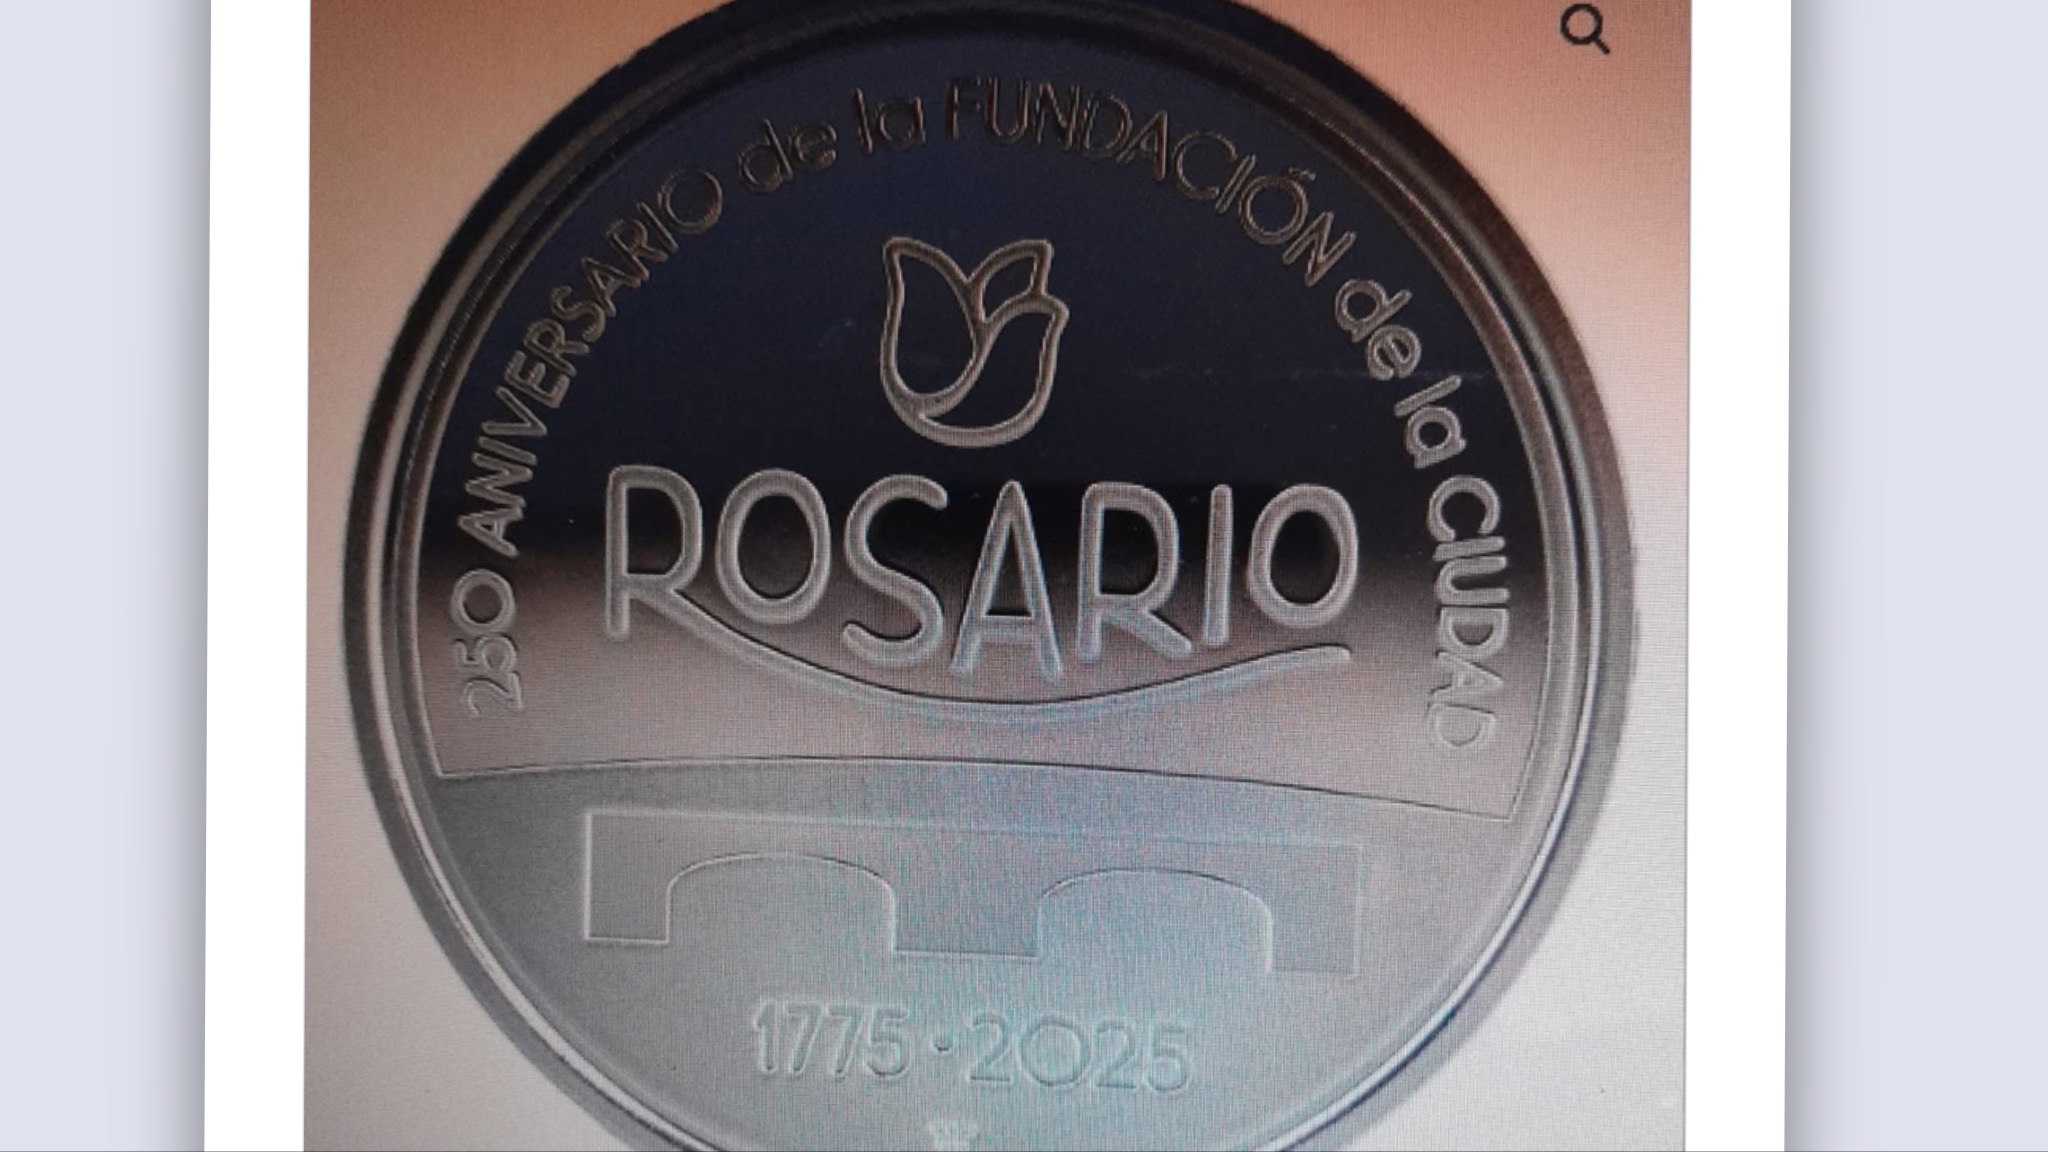 250 ANIVERSARIO de la FUNDACIÓN de la CIUDAD
ROSARIO
1775 · 2025